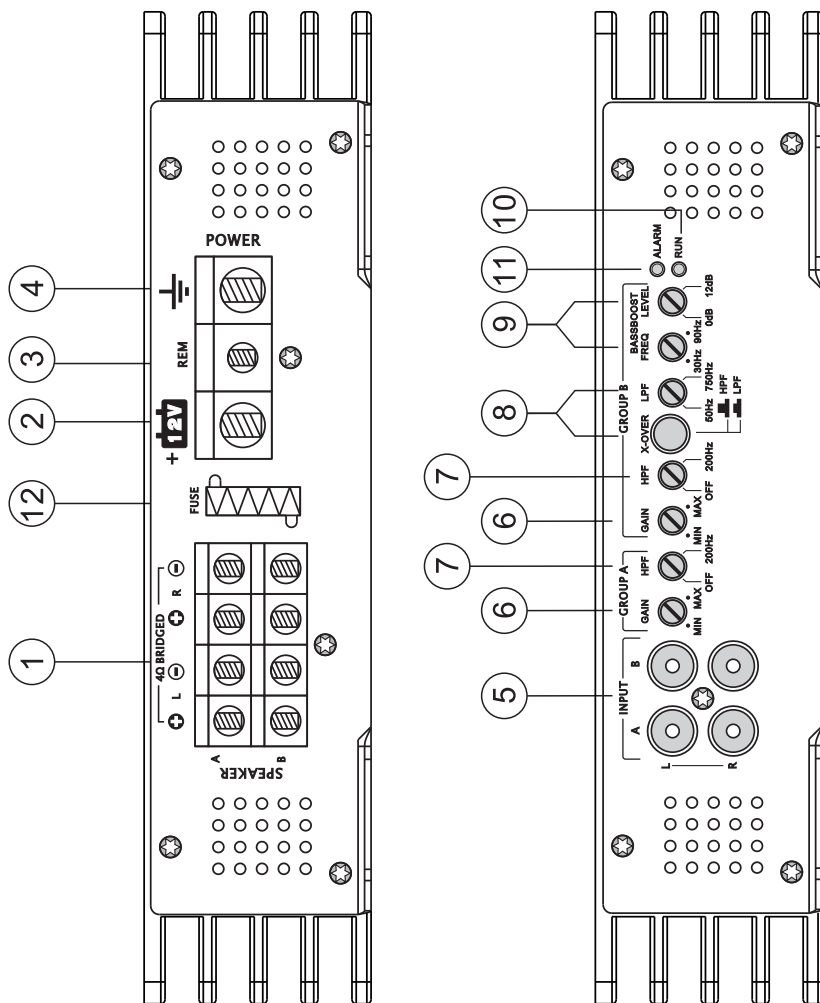 1 12 2 3 4
4Ω BRIDGED
+ L - + R -
FUSE
+ 12V
REM
POWER
A
B
SPEAKER
5 6 7 6 7 8 9 11 10
INPUT
A B
L
R
GROUP A
GAIN HPF
MIN MAX OFF 200Hz
GROUP B
GAIN HPF X-OVER LPF
BASSBOOST
FREQ LEVEL
MIN MAX OFF 200Hz 50Hz 750Hz 30Hz 90Hz 0dB 12dB
HPF
LPF
ALARM
RUN